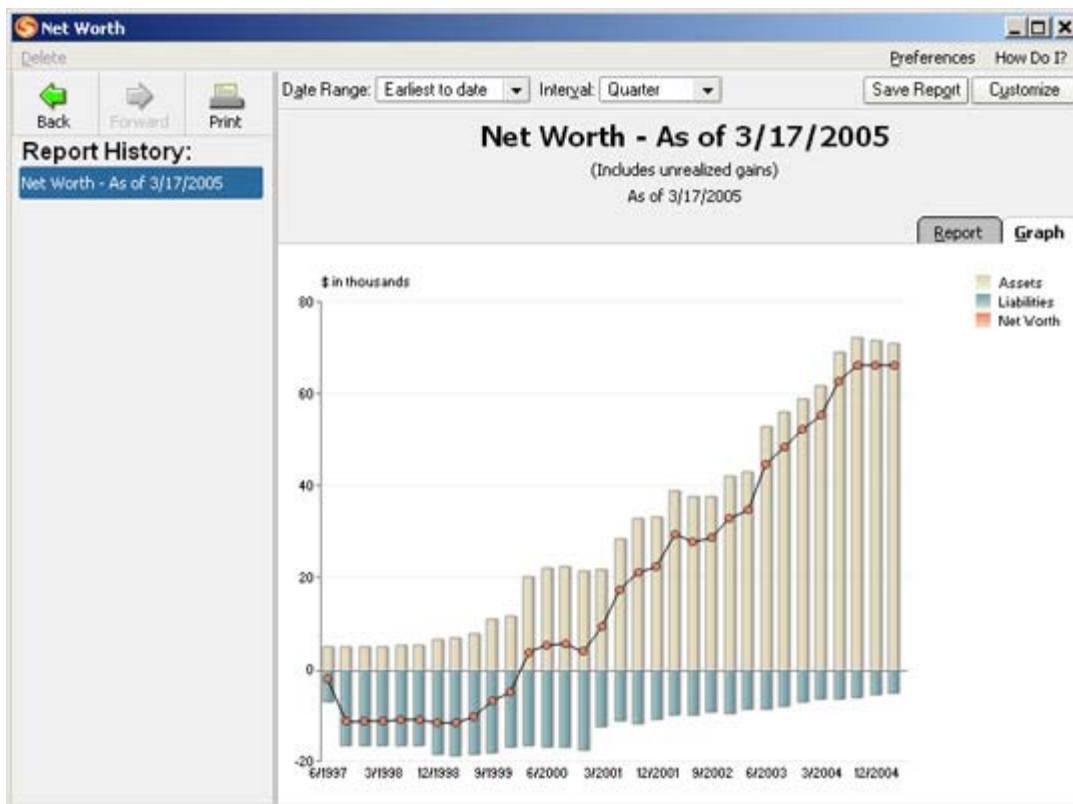 Net Worth
Delete Preferences How Do I?
Back Forward Print
Date Range: Earliest to date Interval: Quarter Save Report Customize
Report History:
Net Worth - As of 3/17/2005
Net Worth - As of 3/17/2005
(Includes unrealized gains)
As of 3/17/2005
Report Graph
$ in thousands
Assets
Liabilities
Net Worth
80
60
40
20
0
-20
6/1997 3/1998 12/1998 9/1999 6/2000 3/2001 12/2001 9/2002 6/2003 3/2004 12/2004